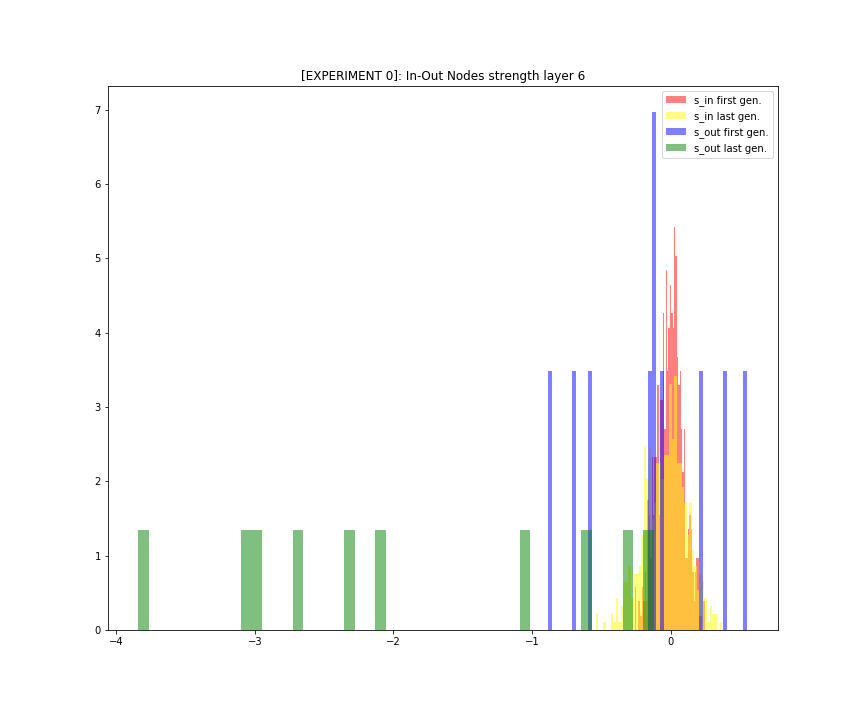 [EXPERIMENT 0]: In-Out Nodes strength layer 6
s_in first gen.
s_in last gen.
s_out first gen.
s_out last gen.
7
6
5
4
3
2
1
0
−4
−3
−2
−1
0